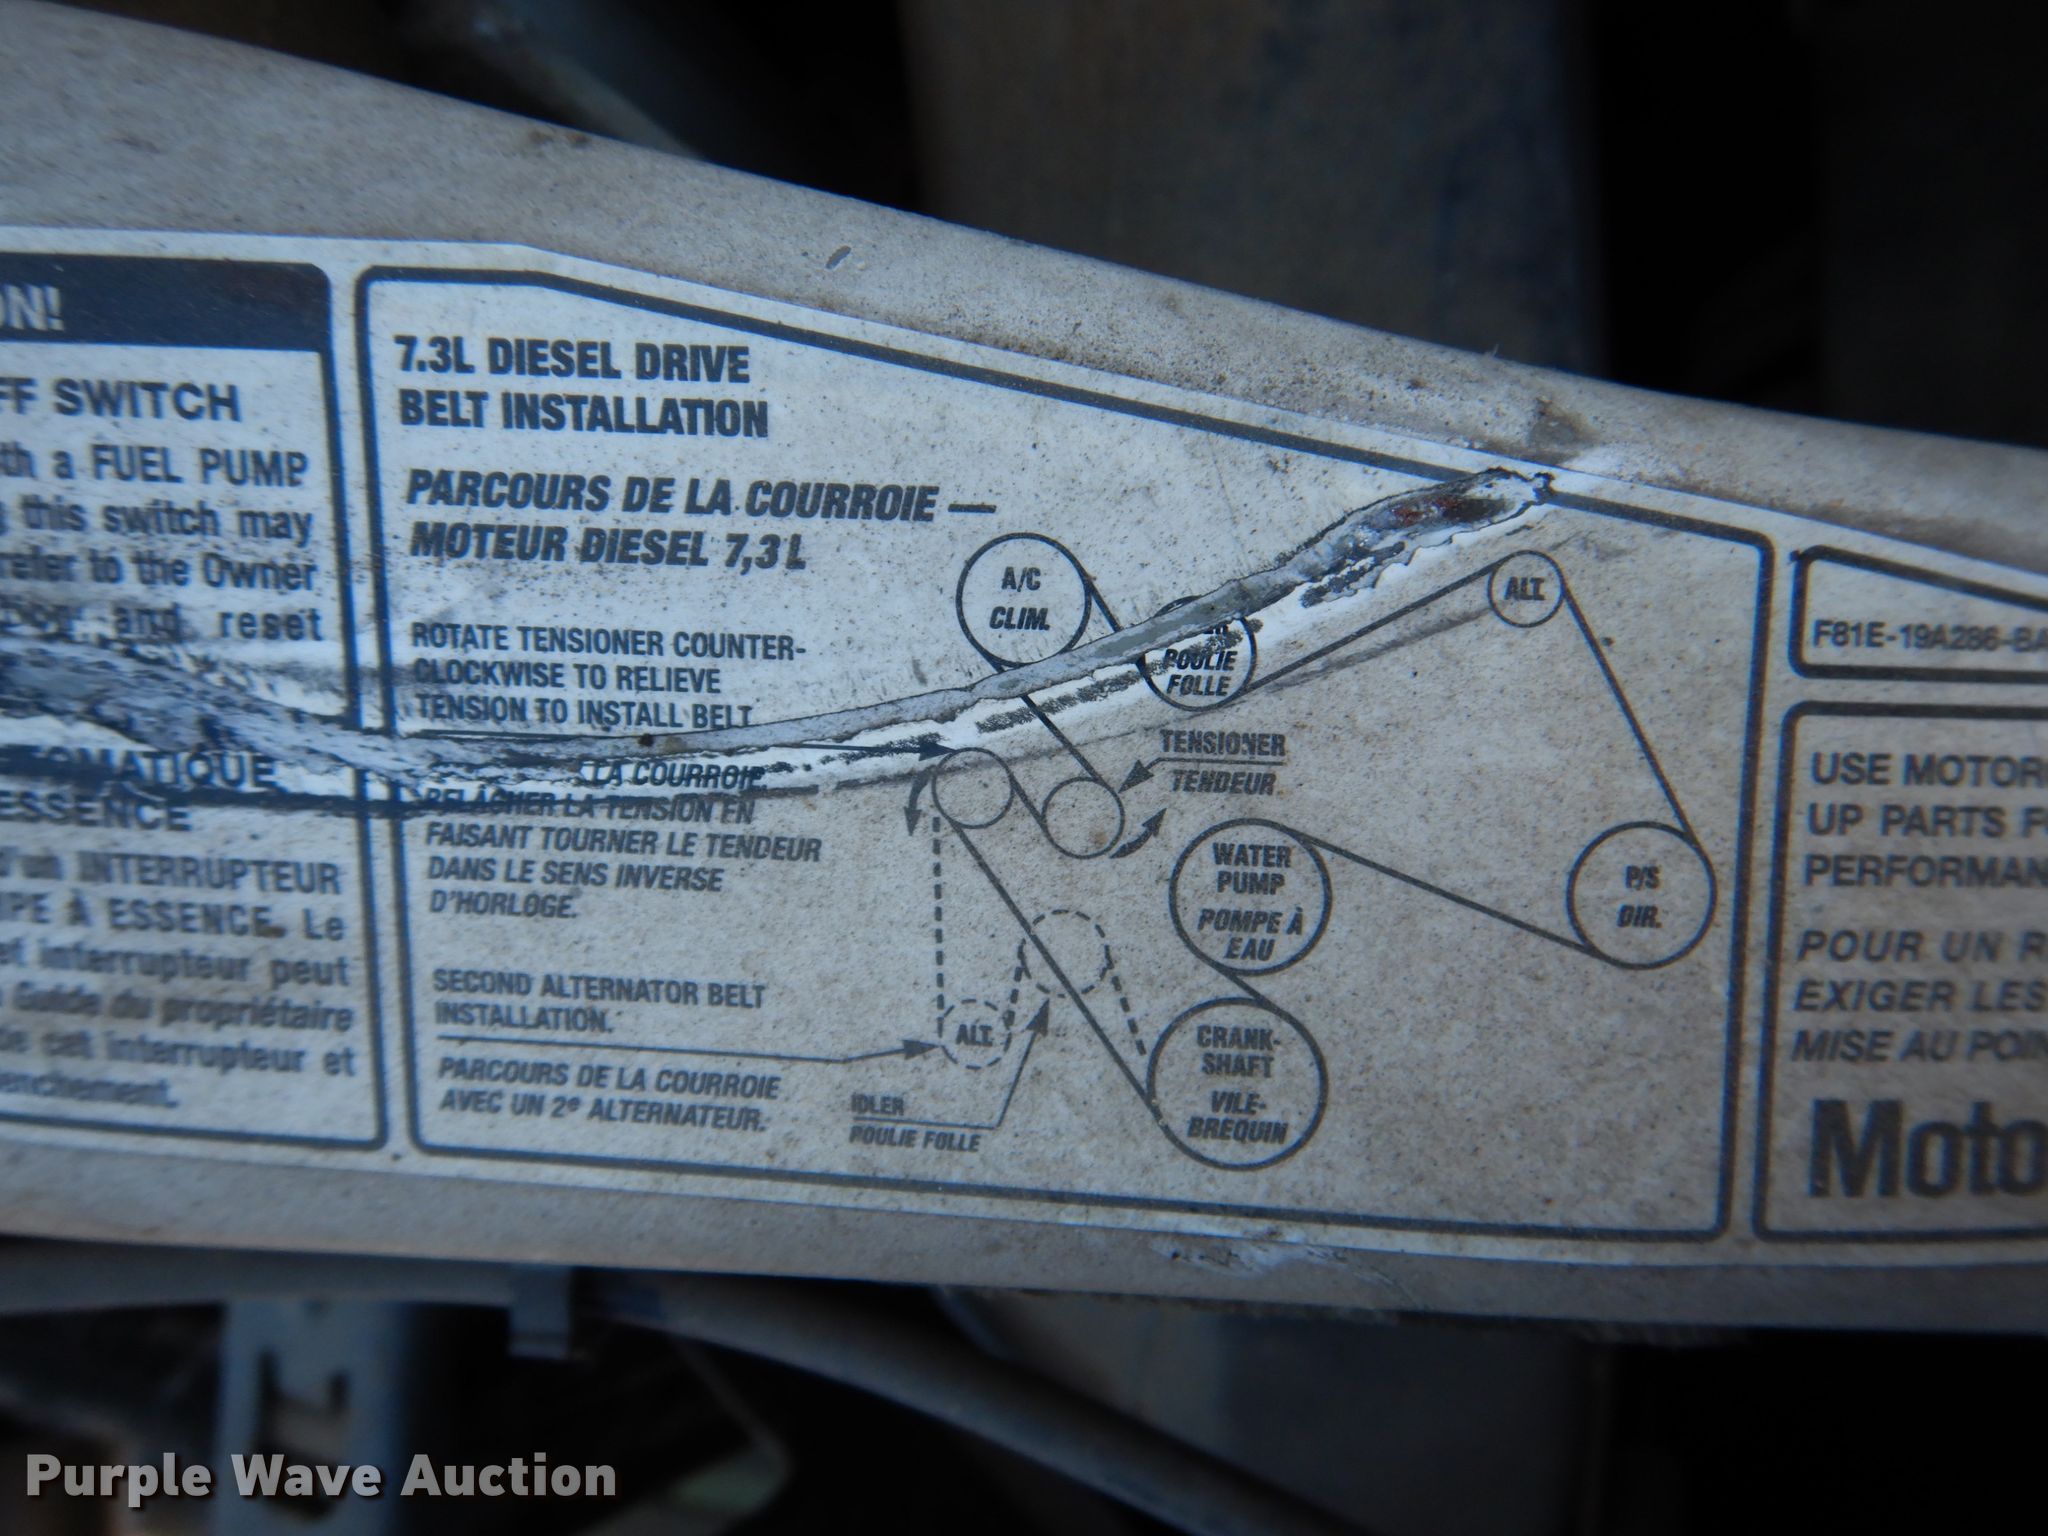 ON!
FF SWITCH
th a FUEL PUMP
this switch may
refer to the Owner
and reset
ESSENCE
d'un INTERRUPTEUR
MPE À ESSENCE. Le
et interrupteur peut
Guide du propriétaire
de cet interrupteur et
enchement.
7.3L DIESEL DRIVE
BELT INSTALLATION
PARCOURS DE LA COURROIE —
MOTEUR DIESEL 7,3 L
ROTATE TENSIONER COUNTER-
CLOCKWISE TO RELIEVE
TENSION TO INSTALL BELT
LA COURROIE,
RELÂCHER LA TENSION EN
FAISANT TOURNER LE TENDEUR
DANS LE SENS INVERSE
D'HORLOGE.
SECOND ALTERNATOR BELT
INSTALLATION.
PARCOURS DE LA COURROIE
AVEC UN 2e ALTERNATEUR.
A/C
CLIM.
POULIE
FOLLE
ALT.
TENSIONER
TENDEUR
WATER
PUMP
POMPE À
EAU
P/S
DIR.
ALT.
CRANK-
SHAFT
VILE-
BREQUIN
IDLER
POULIE FOLLE
F81E-19A286-BA
USE MOTOR
UP PARTS F
PERFORMAN
POUR UN R
EXIGER LES
MISE AU POIN
Moto
Purple Wave Auction